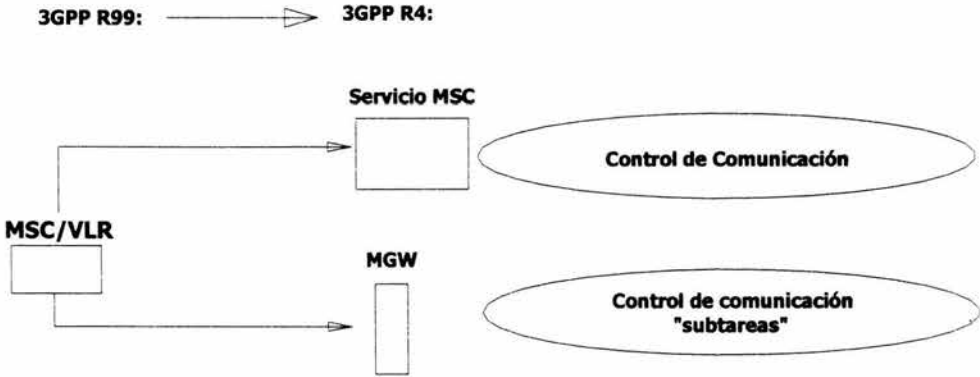 3GPP R99:
3GPP R4:
Servicio MSC
Control de Comunicación
MSC/VLR
MGW
Control de comunicación
"subtareas"